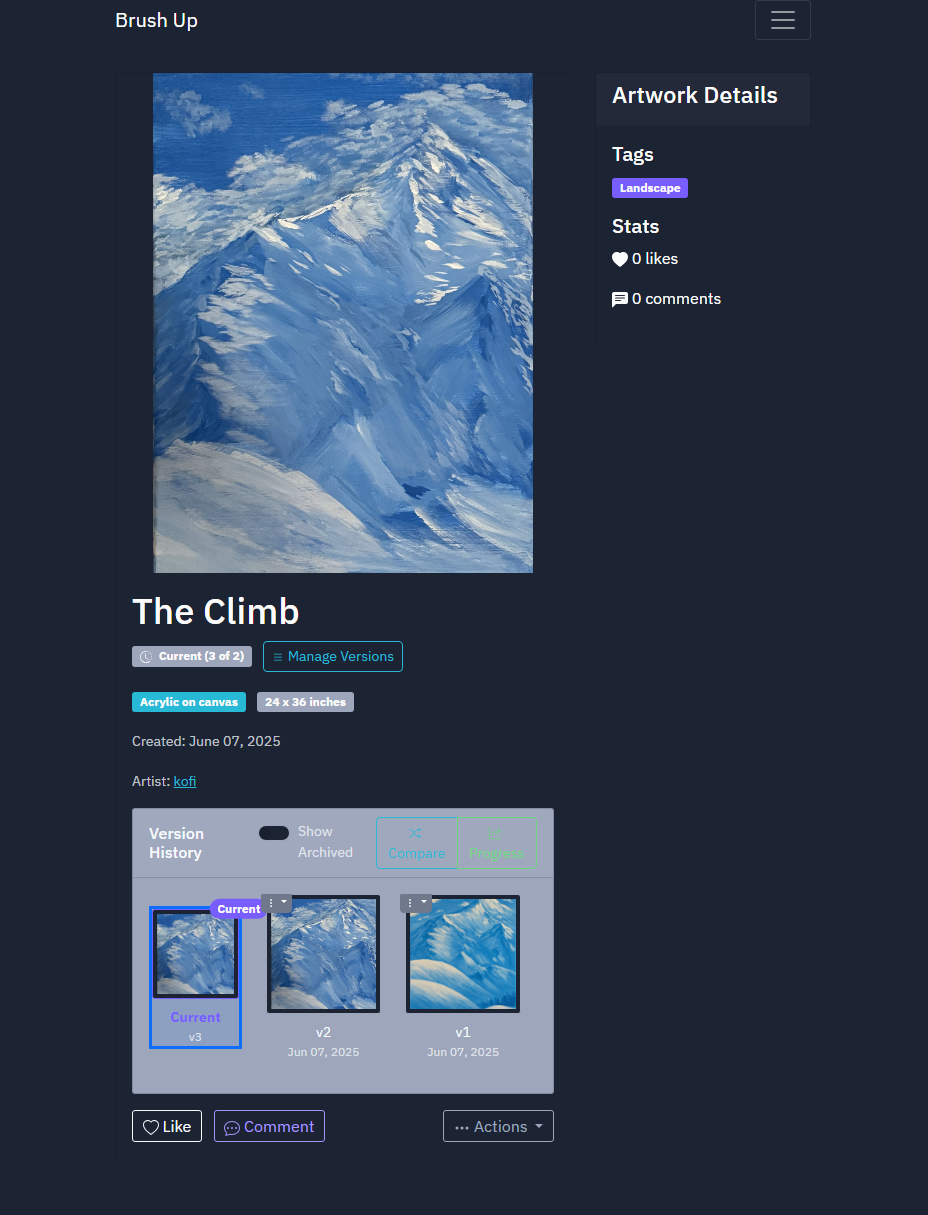 Brush Up
Artwork Details
Tags
Landscape
Stats
0 likes
0 comments
The Climb
Current (3 of 2)
Manage Versions
Acrylic on canvas
24 x 36 inches
Created: June 07, 2025
Artist: kofi
Version
History
Show
Archived
Compare
Progress
Current
Current
v3
v2
Jun 07, 2025
v1
Jun 07, 2025
Like
Comment
Actions